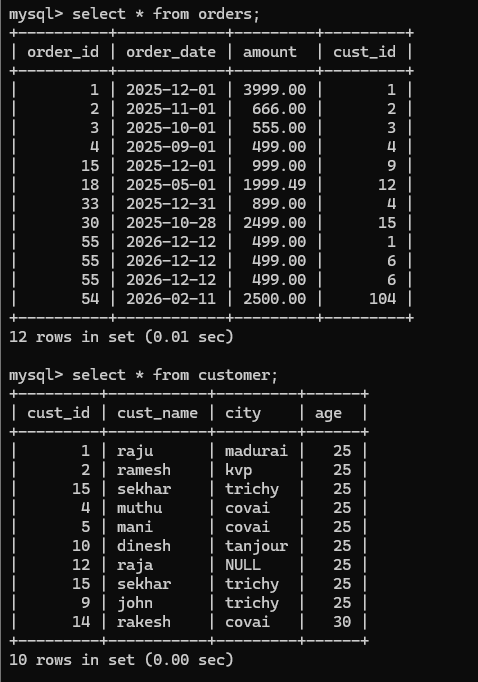 mysql> select * from orders;
+----------+------------+---------+---------+
| order_id | order_date | amount  | cust_id |
+----------+------------+---------+---------+
|        1 | 2025-12-01 | 3999.00 |       1 |
|        2 | 2025-11-01 |  666.00 |       2 |
|        3 | 2025-10-01 |  555.00 |       3 |
|        4 | 2025-09-01 |  499.00 |       4 |
|       15 | 2025-12-01 |  999.00 |       9 |
|       18 | 2025-05-01 | 1999.49 |      12 |
|       33 | 2025-12-31 |  899.00 |       4 |
|       30 | 2025-10-28 | 2499.00 |      15 |
|       55 | 2026-12-12 |  499.00 |       1 |
|       55 | 2026-12-12 |  499.00 |       6 |
|       55 | 2026-12-12 |  499.00 |       6 |
|       54 | 2026-02-11 | 2500.00 |     104 |
+----------+------------+---------+---------+
12 rows in set (0.01 sec)
mysql> select * from customer;
+---------+-----------+---------+------+
| cust_id | cust_name | city    | age  |
+---------+-----------+---------+------+
|       1 | raju      | madurai |   25 |
|       2 | ramesh    | kvp     |   25 |
|      15 | sekhar    | trichy  |   25 |
|       4 | muthu     | covai   |   25 |
|       5 | mani      | covai   |   25 |
|      10 | dinesh    | tanjour |   25 |
|      12 | raja      | NULL    |   25 |
|      15 | sekhar    | trichy  |   25 |
|       9 | john      | trichy  |   25 |
|      14 | rakesh    | covai   |   30 |
+---------+-----------+---------+------+
10 rows in set (0.00 sec)